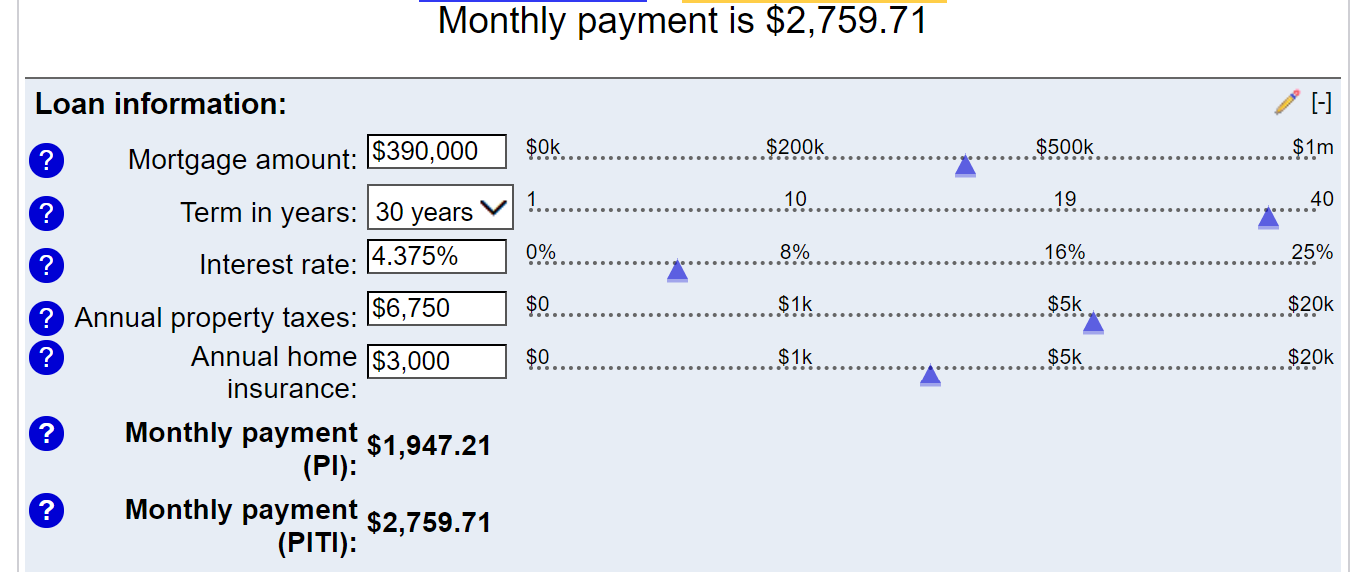 Monthly payment is $2,759.71
Loan information:
[-]
? Mortgage amount: $390,000 $0k $200k $500k $1m
? Term in years: 30 years 1 10 19 40
? Interest rate: 4.375% 0% 8% 16% 25%
? Annual property taxes: $6,750 $0 $1k $5k $20k
? Annual home
insurance: $3,000 $0 $1k $5k $20k
? Monthly payment
(PI): $1,947.21
? Monthly payment
(PITI): $2,759.71